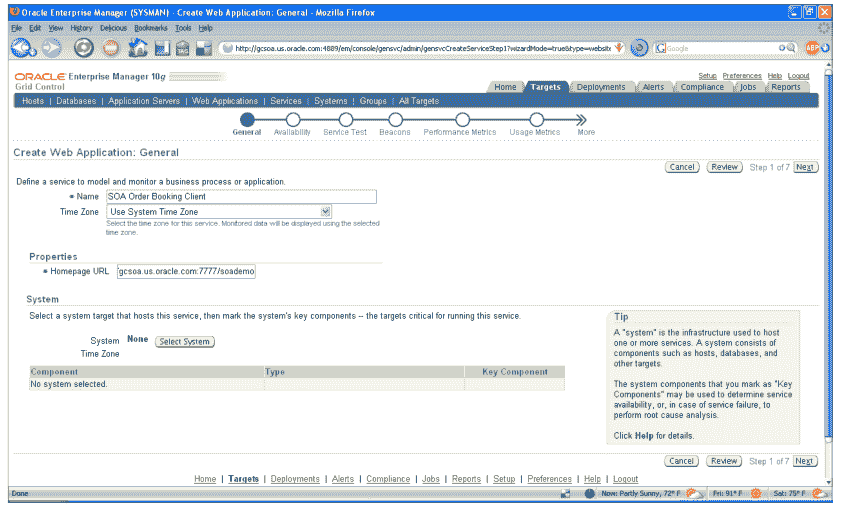 Oracle Enterprise Manager (SYSMAN) - Create Web Application: General - Mozilla Firefox
File Edit View History Delicious Bookmarks Tools Help
http://gcsoa.us.oracle.com:4889/em/console/gensvc/admin/gensvcCreateServiceStep1?wizardMode=true&type=website
Google
ABP
ORACLE Enterprise Manager 10g
Grid Control
Setup Preferences Help Logout
Home Targets Deployments Alerts Compliance Jobs Reports
Hosts | Databases | Application Servers | Web Applications | Services | Systems | Groups | All Targets
General Availability Service Test Beacons Performance Metrics Usage Metrics More
Create Web Application: General
Cancel Review Step 1 of 7 Next
Define a service to model and monitor a business process or application.
* Name SOA Order Booking Client
Time Zone Use System Time Zone
Select the time zone for this service. Monitored data will be displayed using the selected
time zone.
Properties
* Homepage URL gcsoa.us.oracle.com:7777/soademo
System
Select a system target that hosts this service, then mark the system's key components -- the targets critical for running this service.
System None Select System
Time Zone
Component Type Key Component
No system selected.
Tip
A "system" is the infrastructure used to host
one or more services. A system consists of
components such as hosts, databases, and
other targets.
The system components that you mark as "Key
Components" may be used to determine service
availability, or, in case of service failure, to
perform root cause analysis.
Click Help for details.
Cancel Review Step 1 of 7 Next
Home | Targets | Deployments | Alerts | Compliance | Jobs | Reports | Setup | Preferences | Help | Logout
Done
Now: Partly Sunny, 72° F Fri: 91° F Sat: 75° F